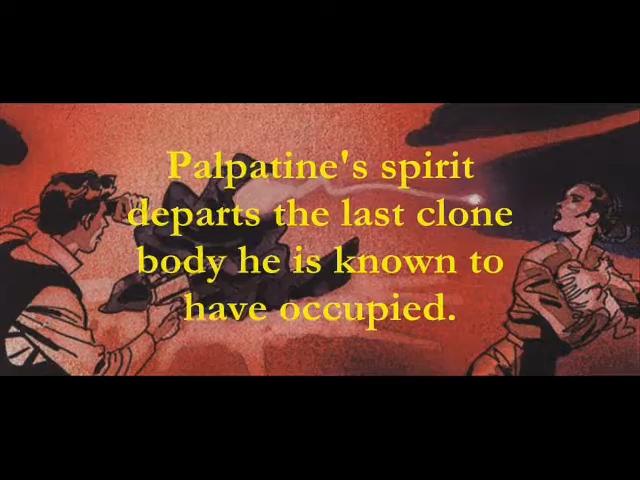 Palpatine's spirit
departs the last clone
body he is known to
have occupied.